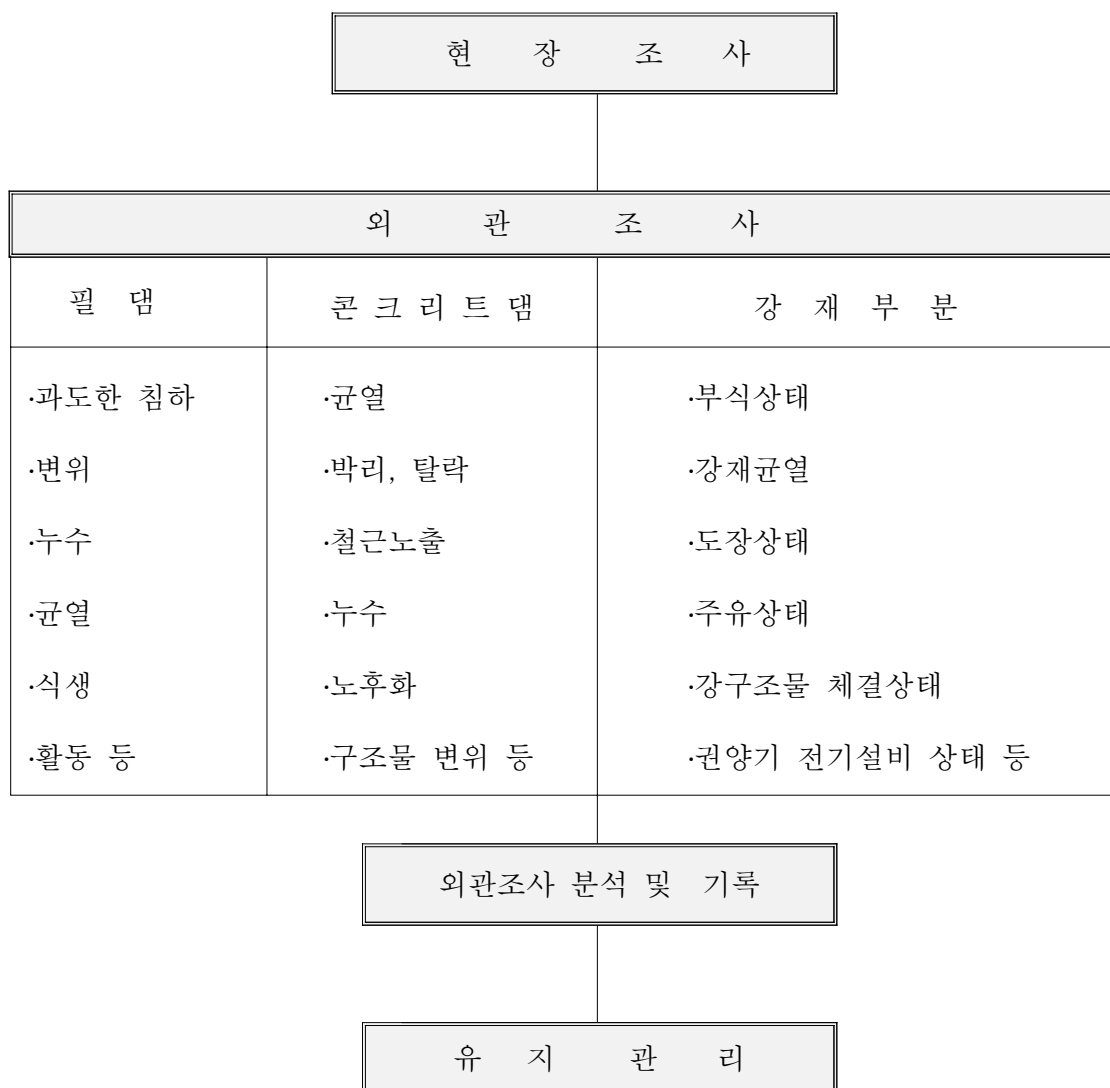 현 장 조 사
외 관 조 사
필 댐 콘 크 리 트 댐 강 재 부 분
·과도한 침하 ·균열 ·부식상태
·변위 ·박리, 탈락 ·강재균열
·누수 ·철근노출 ·도장상태
·균열 ·누수 ·주유상태
·식생 ·노후화 ·강구조물 체결상태
·활동 등 ·구조물 변위 등 ·권양기 전기설비 상태 등
외관조사 분석 및 기록
유 지 관 리